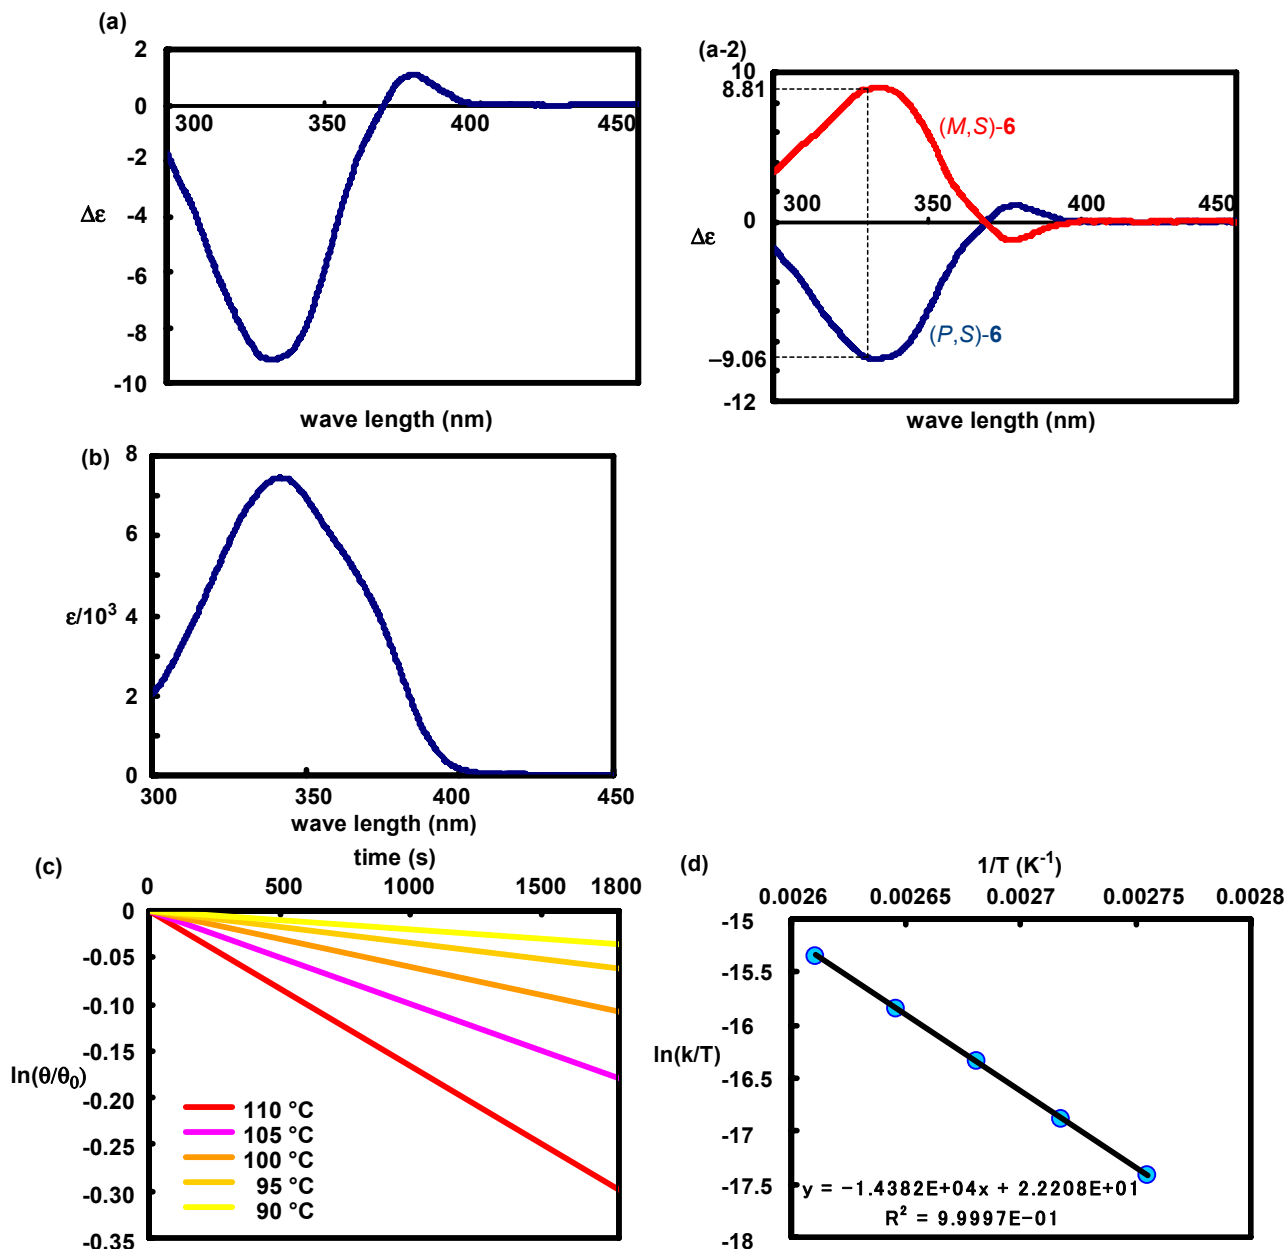 (a)
2
0
-2
-4
-6
-8
-10
Δε
300
350
400
450
wave length (nm)
(a-2)
10
8.81
0
−9.06
-12
Δε
300
350
400
450
(M,S)-6
(P,S)-6
wave length (nm)
(b)
8
6
4
2
0
ε/10³
300
350
400
450
wave length (nm)
(c)
time (s)
0
500
1000
1500
1800
0
-0.05
-0.10
-0.15
-0.20
-0.25
-0.30
-0.35
ln(θ/θ₀)
110 °C
105 °C
100 °C
95 °C
90 °C
(d)
1/T (K⁻¹)
0.0026
0.00265
0.0027
0.00275
0.0028
-15
-15.5
-16
-16.5
-17
-17.5
-18
ln(k/T)
y = −1.4382E+04x + 2.2208E+01
R² = 9.9997E−01